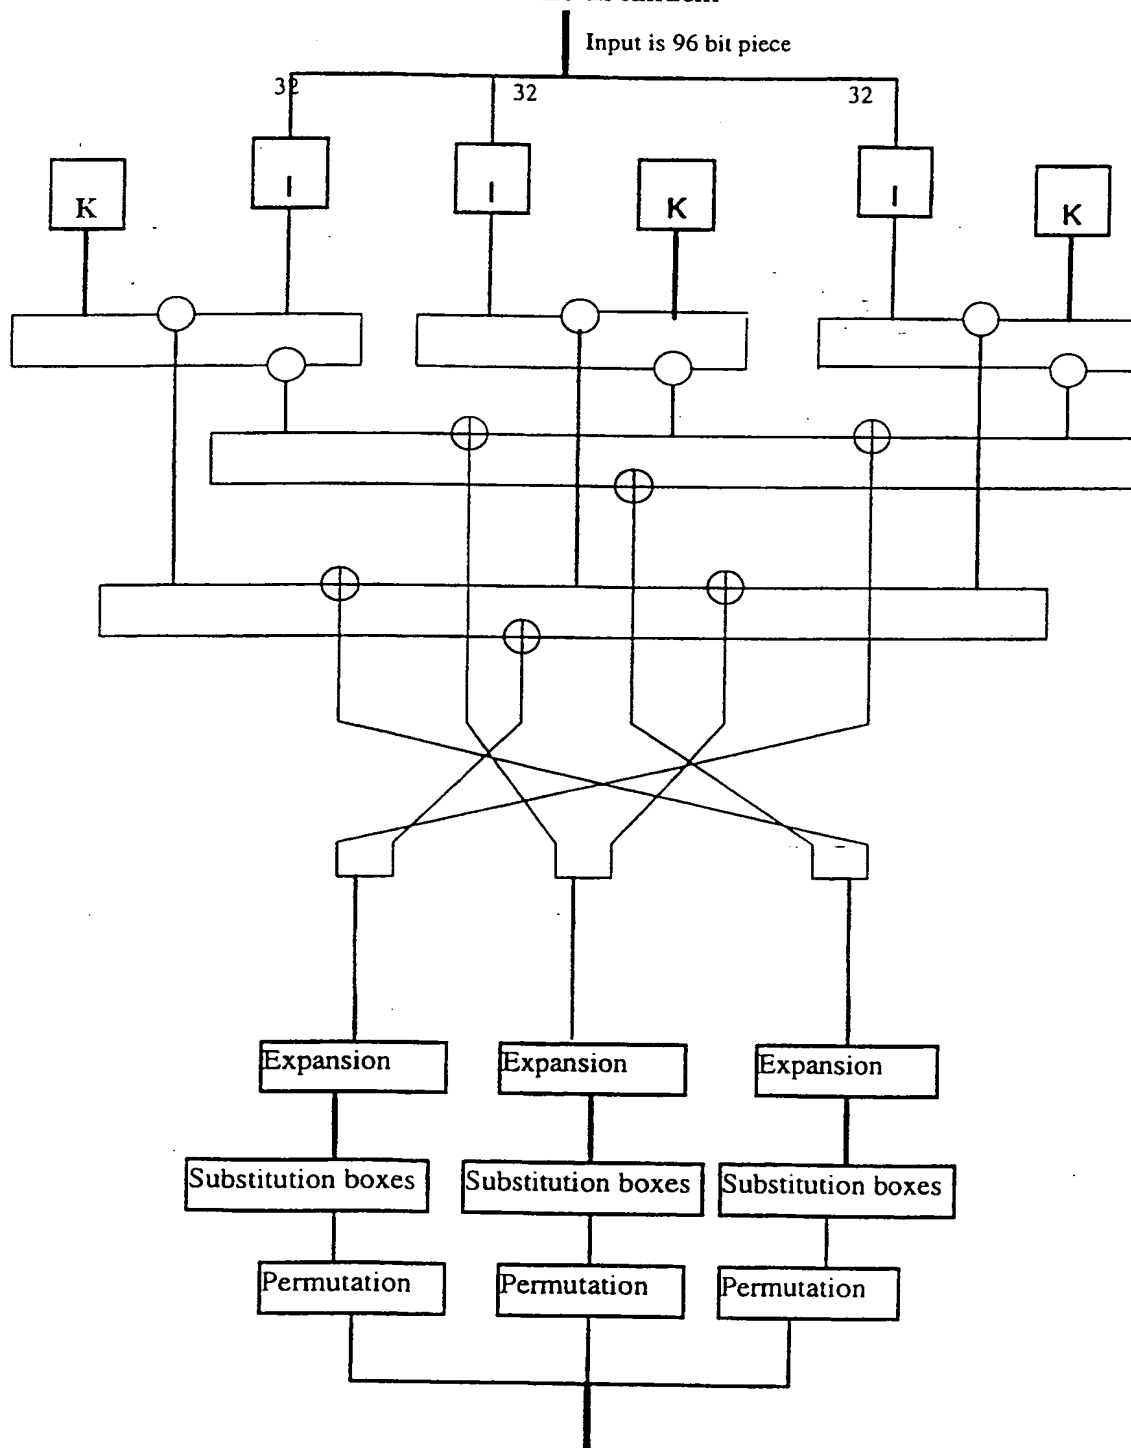 Input is 96 bit piece
32 32 32
I I I
K K K
Expansion Expansion Expansion
Substitution boxes Substitution boxes Substitution boxes
Permutation Permutation Permutation